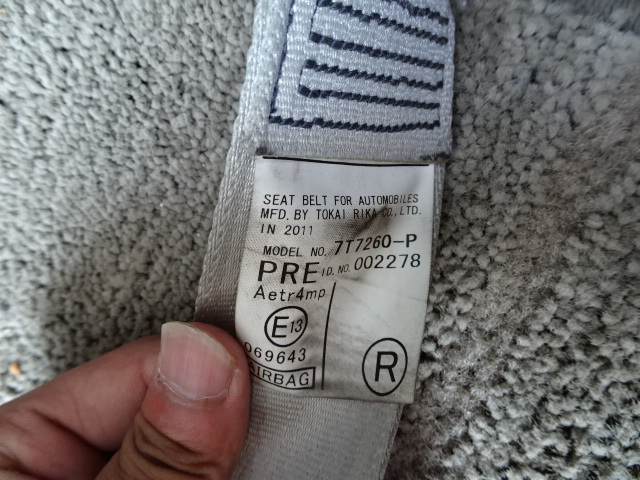 SEAT BELT FOR AUTOMOBILES
MFD. BY TOKAI RIKA CO., LTD.
IN 2011
MODEL NO. 7T7260-P
PRE I.D. NO. 002278
Aetr4mp
E13
069643
AIRBAG
R